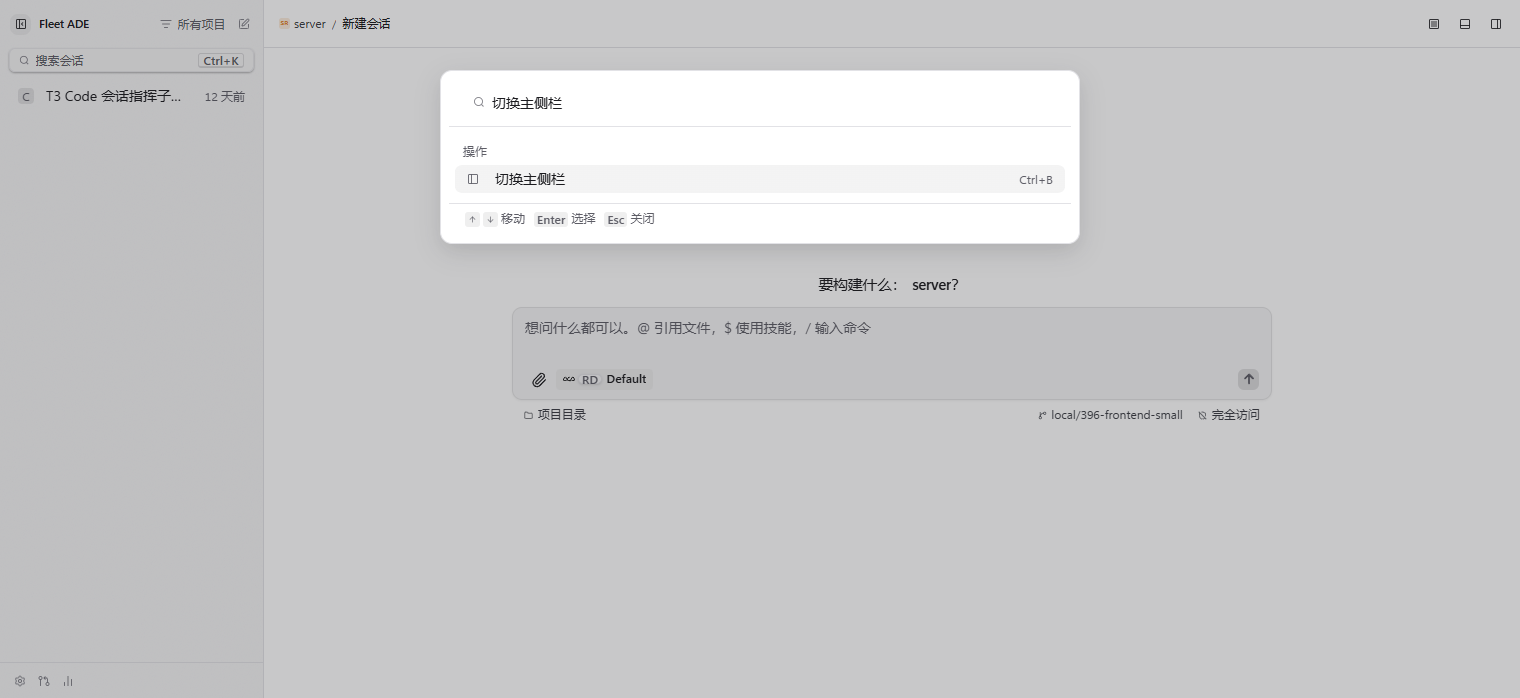 Fleet ADE
所有项目
搜索会话
Ctrl+K
C
T3 Code 会话指挥子...
12 天前
SR server / 新建会话
切换主侧栏
操作
切换主侧栏
Ctrl+B
↑ ↓ 移动 Enter 选择 Esc 关闭
要构建什么： server?
想问什么都可以。@ 引用文件，$ 使用技能，/ 输入命令
RD Default
项目目录
local/396-frontend-small
完全访问